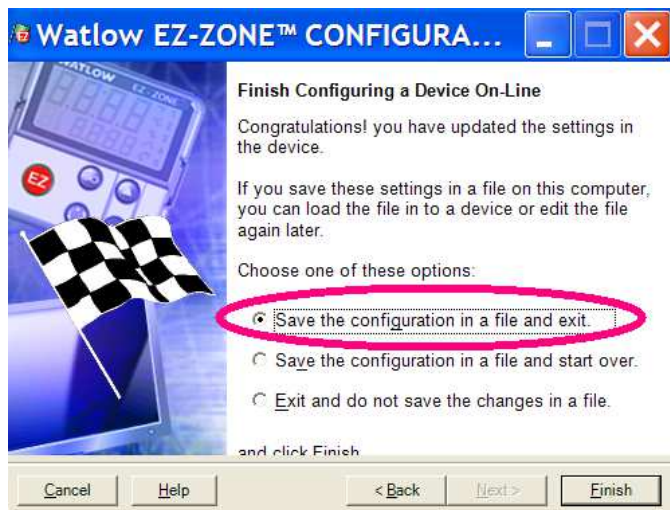 Watlow EZ-ZONE™ CONFIGURA...
WATLOW EZ-ZONE
EZ
Finish Configuring a Device On-Line
Congratulations! you have updated the settings in
the device.
If you save these settings in a file on this computer,
you can load the file in to a device or edit the file
again later.
Choose one of these options:
Save the configuration in a file and exit.
Save the configuration in a file and start over.
Exit and do not save the changes in a file.
and click Finish
Cancel Help < Back Next > Finish